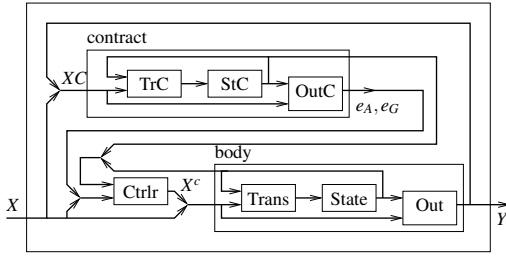 contract
XC
TrC
StC
OutC
e_A, e_G
body
X^c
Ctrlr
Trans
State
Out
X
Y